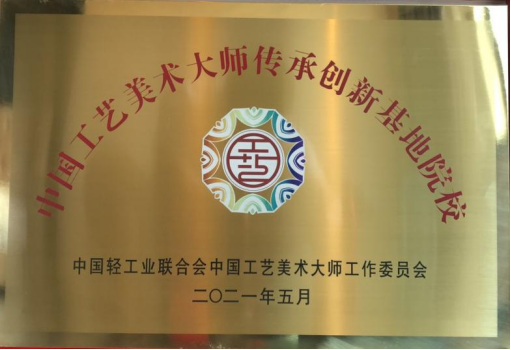 中国工艺美术大师传承创新基地院校
中国轻工业联合会中国工艺美术大师工作委员会
二〇二一年五月